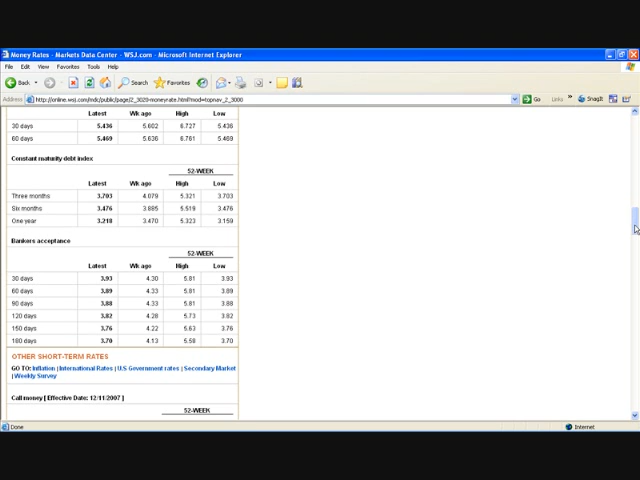 Money Rates - Markets Data Center - WSJ.com - Microsoft Internet Explorer
File Edit View Favorites Tools Help
Back Search Favorites
Address http://online.wsj.com/mdc/public/page/2_3020-moneyrate.html?mod=topnav_2_3000 Go Links » SnagIt
Latest Wk ago High Low
30 days 5.436 5.602 6.727 5.436
60 days 5.469 5.636 6.761 5.469
Constant maturity debt index
52-WEEK
Latest Wk ago High Low
Three months 3.703 4.079 5.321 3.703
Six months 3.476 3.885 5.519 3.476
One year 3.218 3.470 5.323 3.159
Bankers acceptance
52-WEEK
Latest Wk ago High Low
30 days 3.93 4.30 5.81 3.93
60 days 3.89 4.33 5.81 3.89
90 days 3.88 4.33 5.81 3.88
120 days 3.82 4.28 5.73 3.82
150 days 3.76 4.22 5.63 3.76
180 days 3.70 4.13 5.58 3.70
OTHER SHORT-TERM RATES
GO TO: Inflation | International Rates | U.S Government rates | Secondary Market
| Weekly Survey
Call money [ Effective Date: 12/11/2007 ]
52-WEEK
Done Internet